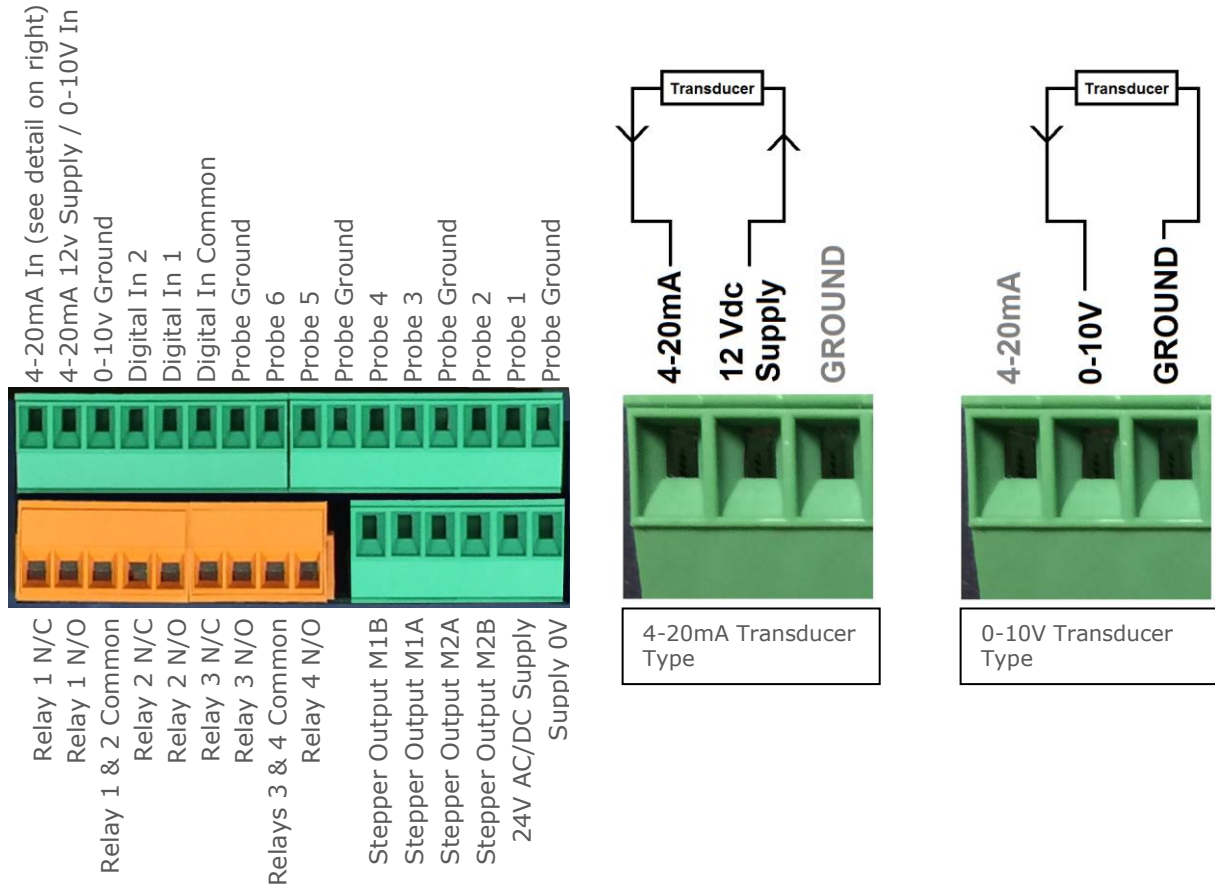 4-20mA In (see detail on right)
4-20mA 12v Supply / 0-10V In
0-10v Ground
Digital In 2
Digital In 1
Digital In Common
Probe Ground
Probe 6
Probe 5
Probe Ground
Probe 4
Probe 3
Probe Ground
Probe 2
Probe 1
Probe Ground
Relay 1 N/C
Relay 1 N/O
Relay 1 & 2 Common
Relay 2 N/C
Relay 2 N/O
Relay 3 N/C
Relay 3 N/O
Relays 3 & 4 Common
Relay 4 N/O
Stepper Output M1B
Stepper Output M1A
Stepper Output M2A
Stepper Output M2B
24V AC/DC Supply
Supply 0V
Transducer
4-20mA
12 Vdc
Supply
GROUND
4-20mA Transducer
Type
Transducer
4-20mA
0-10V
GROUND
0-10V Transducer
Type